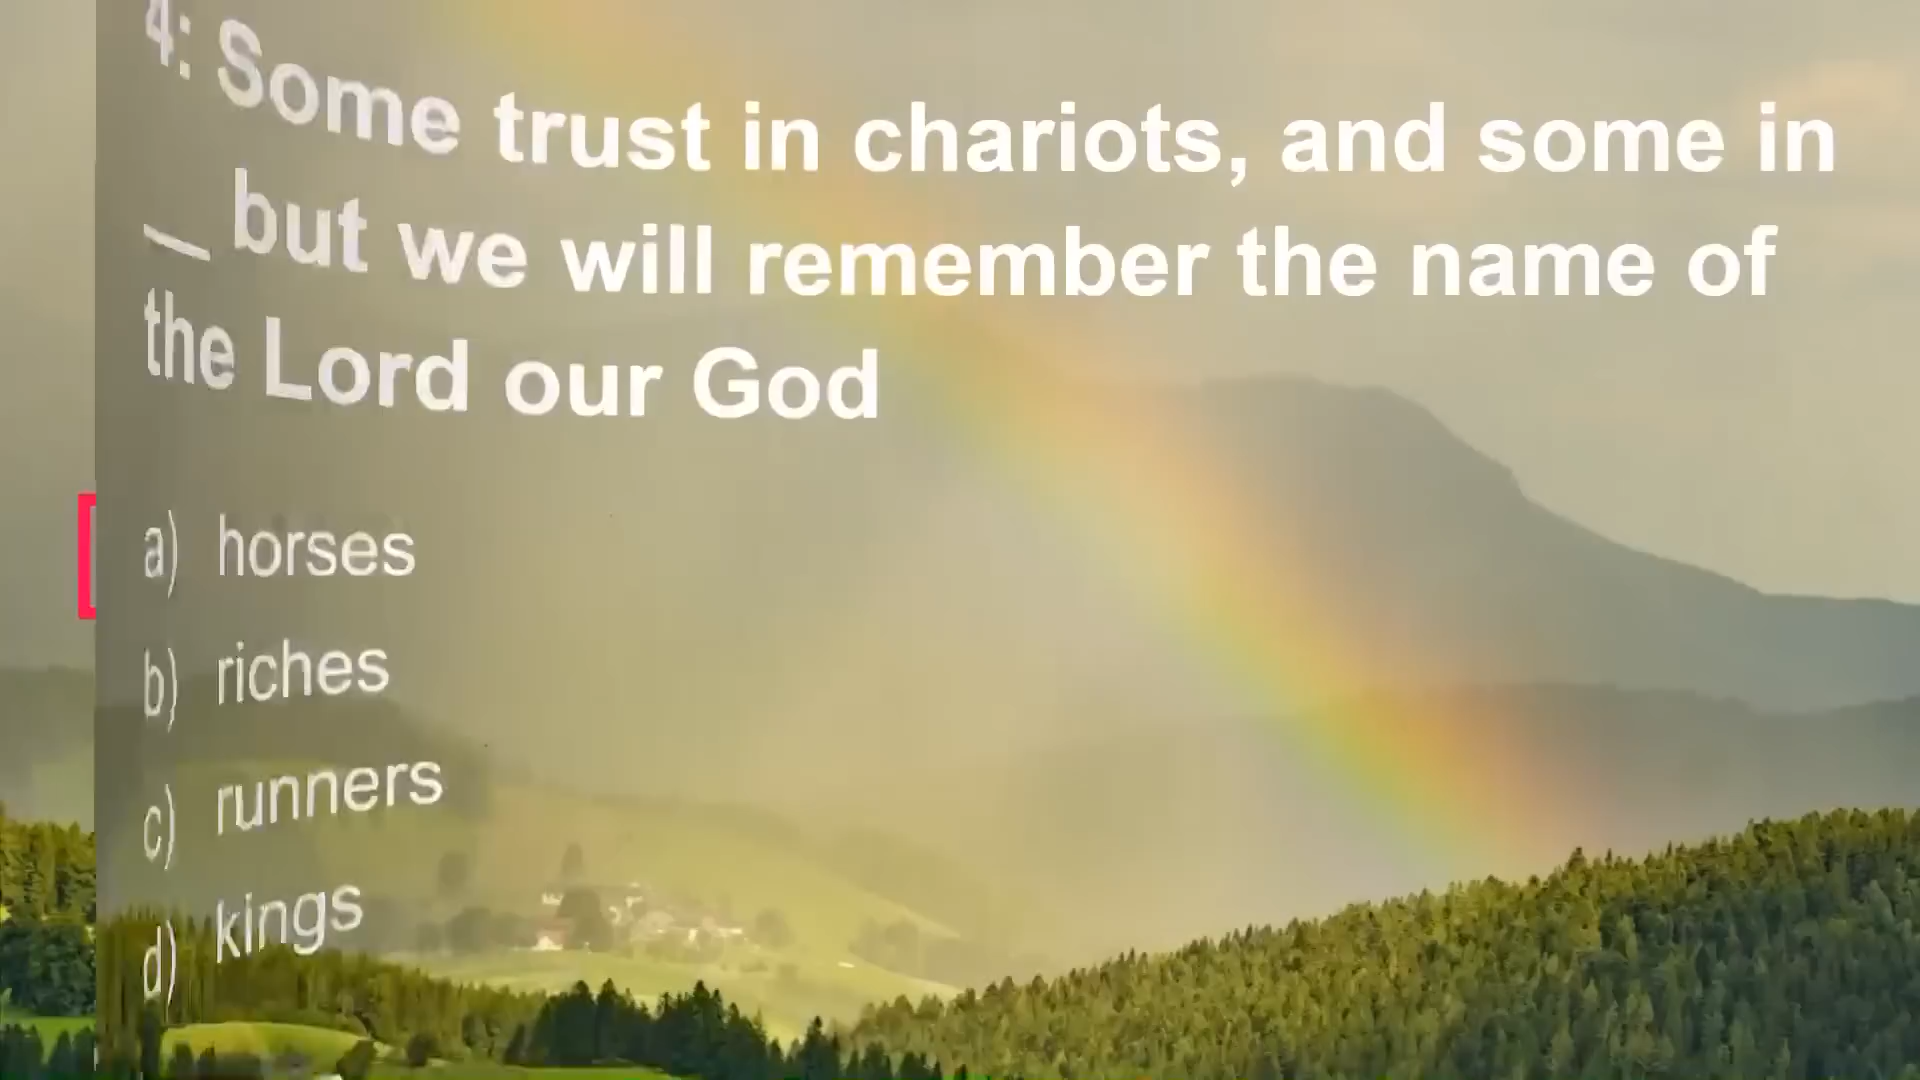 4: Some trust in chariots, and some in
_ but we will remember the name of
the Lord our God
a) horses
b) riches
c) runners
d) kings